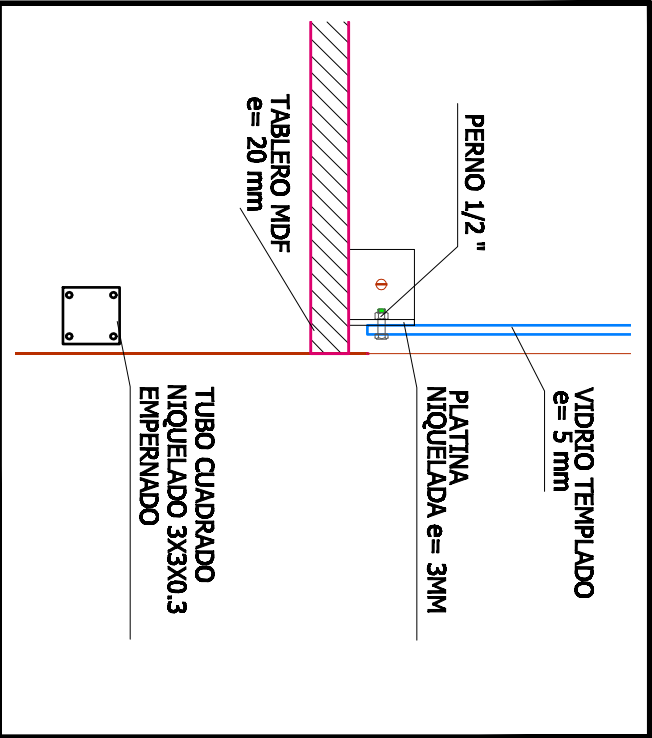 VIDRIO TEMPLADO
e= 5 mm
PERNO 1/2 "
PLATINA
NIQUELADA e= 3MM
TABLERO MDF
e= 20 mm
TUBO CUADRADO
NIQUELADO 3X3X0.3
EMPERNADO